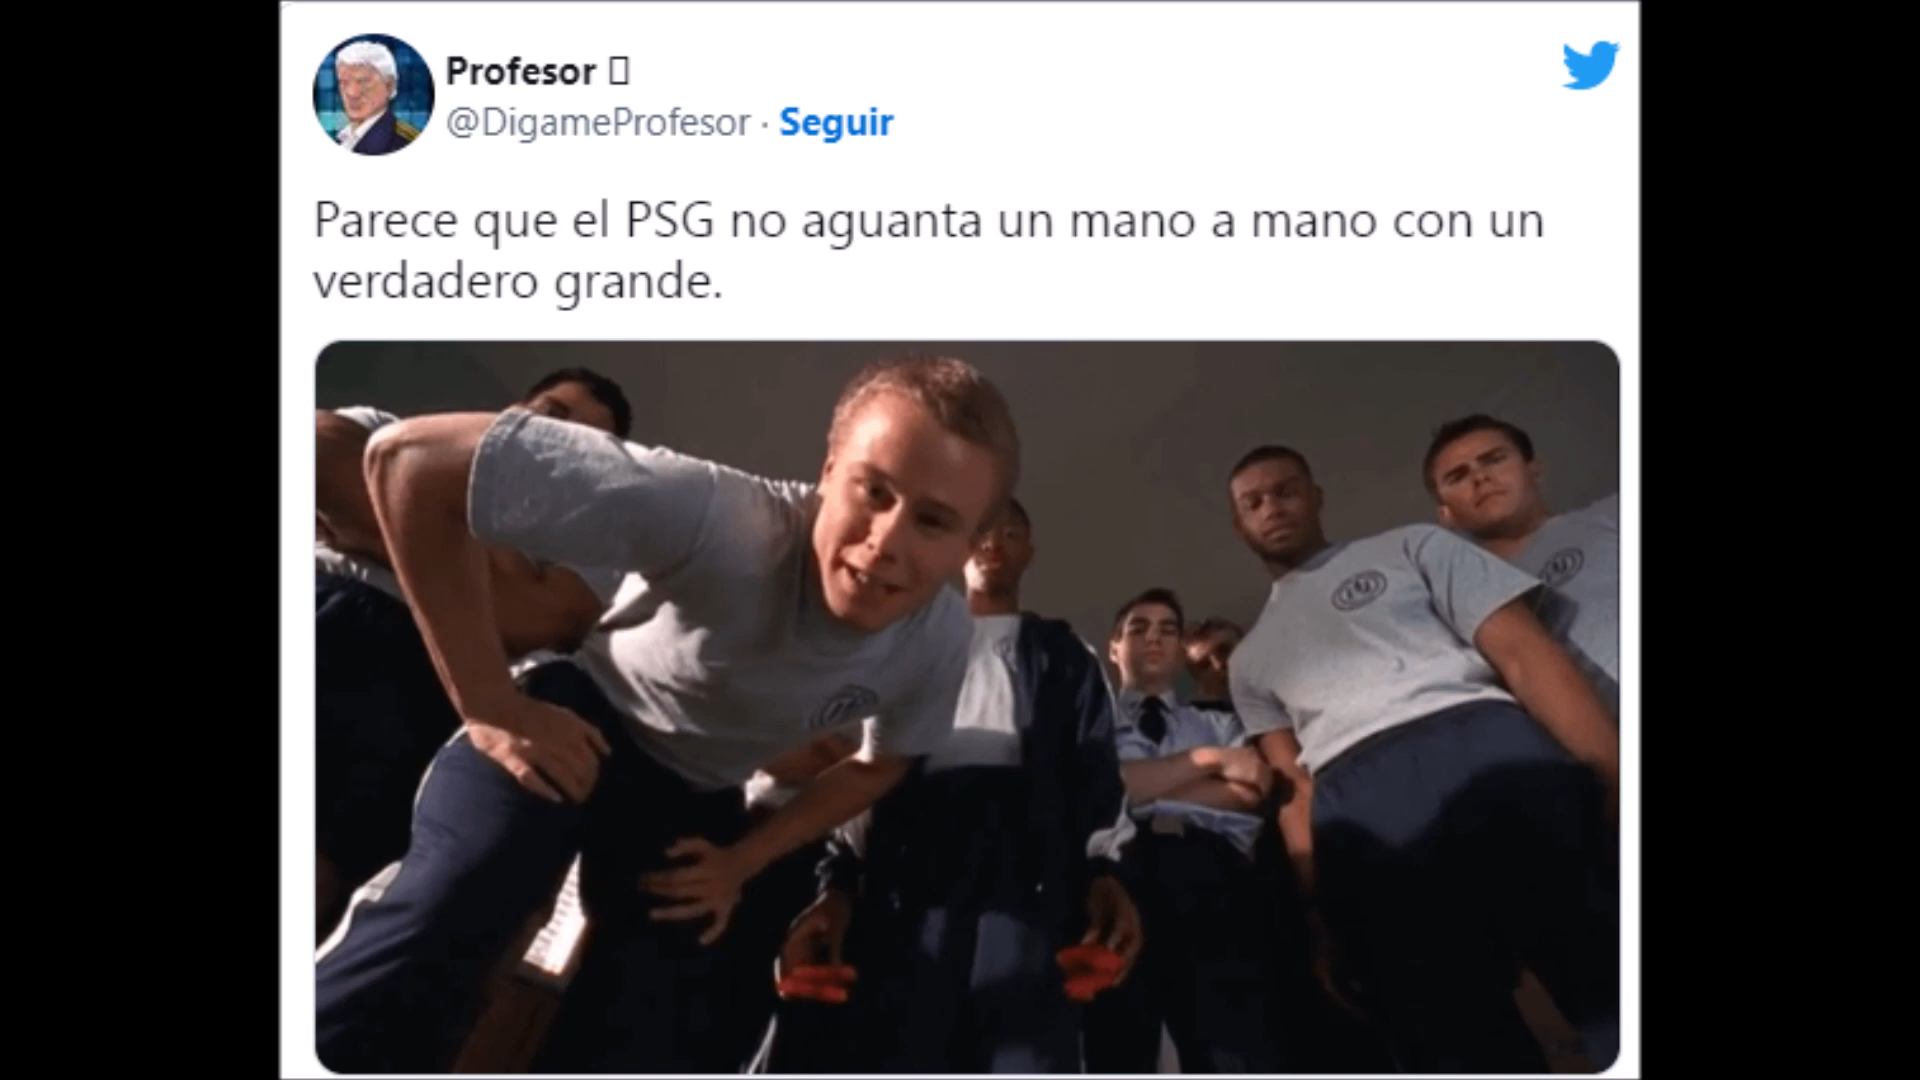 Profesor
@DigameProfesor · Seguir
Parece que el PSG no aguanta un mano a mano con un
verdadero grande.